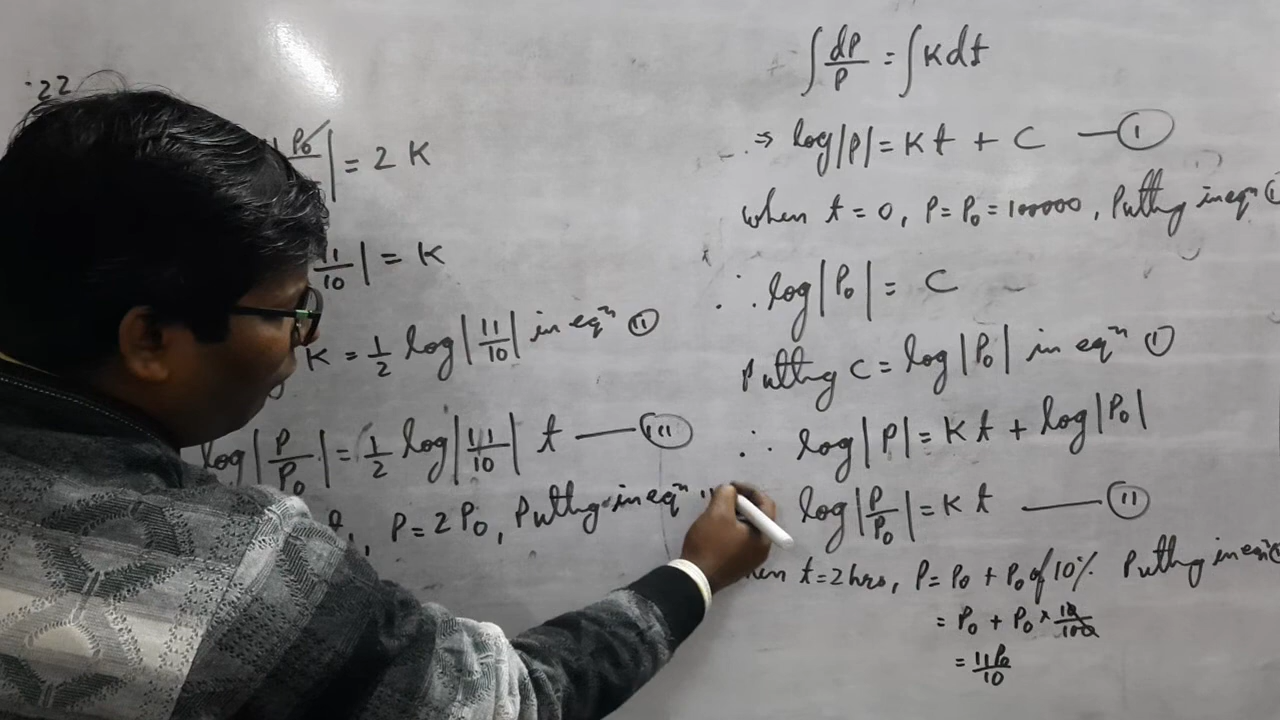 ∫ dP/P = ∫ K dt
⇒ log|P| = Kt + C — (I)
when t = 0, P = P₀ = 100000, Putting in eqⁿ (I)
∴ log|P₀| = C
Putting C = log|P₀| in eqⁿ (I)
∴ log|P| = Kt + log|P₀|
log|P/P₀| = Kt — (II)
t = 2 hrs, P = P₀ + P₀ of 10% Putting in eqⁿ
= P₀ + P₀ × 10/100
= 11P₀/10
22
P₀ | = 2K
11/10| = K
K = 1/2 log|11/10| in eqⁿ (II)
log|P/P₀| = 1/2 log|11/10| t — (III)
, P = 2P₀, Putting in eqⁿ